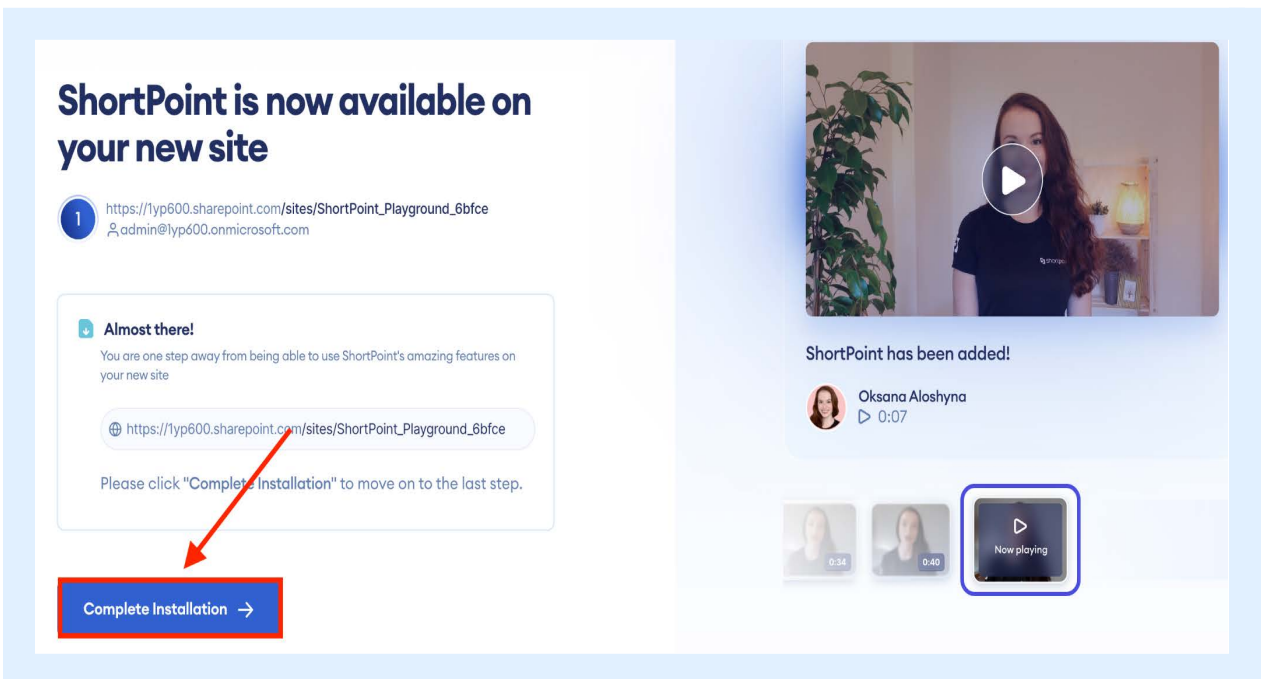 ShortPoint is now available on
your new site
1
https://1yp600.sharepoint.com/sites/ShortPoint_Playground_6bfce
admin@1yp600.onmicrosoft.com
Almost there!
You are one step away from being able to use ShortPoint's amazing features on
your new site
https://1yp600.sharepoint.com/sites/ShortPoint_Playground_6bfce
Please click "Complete Installation" to move on to the last step.
Complete Installation
shortpoint
ShortPoint has been added!
Oksana Aloshyna
0:07
0:34
0:40
Now playing